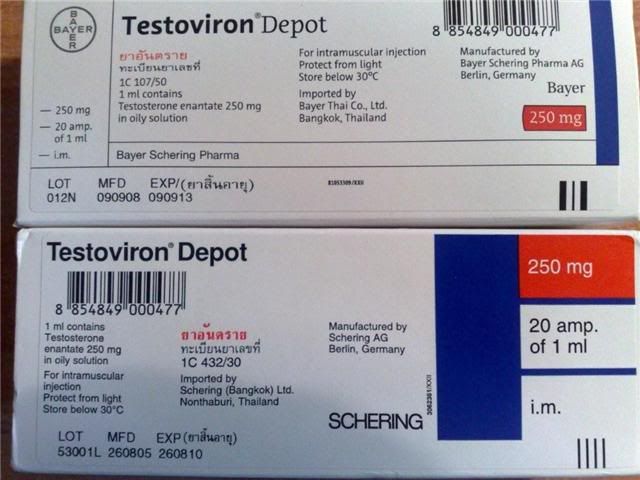 BAYER
BAYER
Testoviron® Depot
8 854849 000477
ยาอันตราย
ทะเบียนยาเลขที่
1C 107/50
1 ml contains
Testosterone enantate 250 mg
in oily solution
For intramuscular injection
Protect from light
Store below 30°C
Imported by
Bayer Thai Co., Ltd.
Bangkok, Thailand
Manufactured by
Bayer Schering Pharma AG
Berlin, Germany
Bayer
250 mg
250 mg
20 amp.
of 1 ml
i.m.
Bayer Schering Pharma
LOT MFD EXP/(ยาสิ้นอายุ)
012N 090908 090913
81053309/XXII
Testoviron® Depot
8 854849 000477
1 ml contains
Testosterone
enantate 250 mg
in oily solution
For intramuscular
injection
Protect from light
Store below 30°C
ยาอันตราย
ทะเบียนยาเลขที่
1C 432/30
Imported by
Schering (Bangkok) Ltd.
Nonthaburi, Thailand
Manufactured by
Schering AG
Berlin, Germany
SCHERING
3062361/XXII
250 mg
20 amp.
of 1 ml
i.m.
LOT MFD EXP (ยาสิ้นอายุ)
53001L 260805 260810